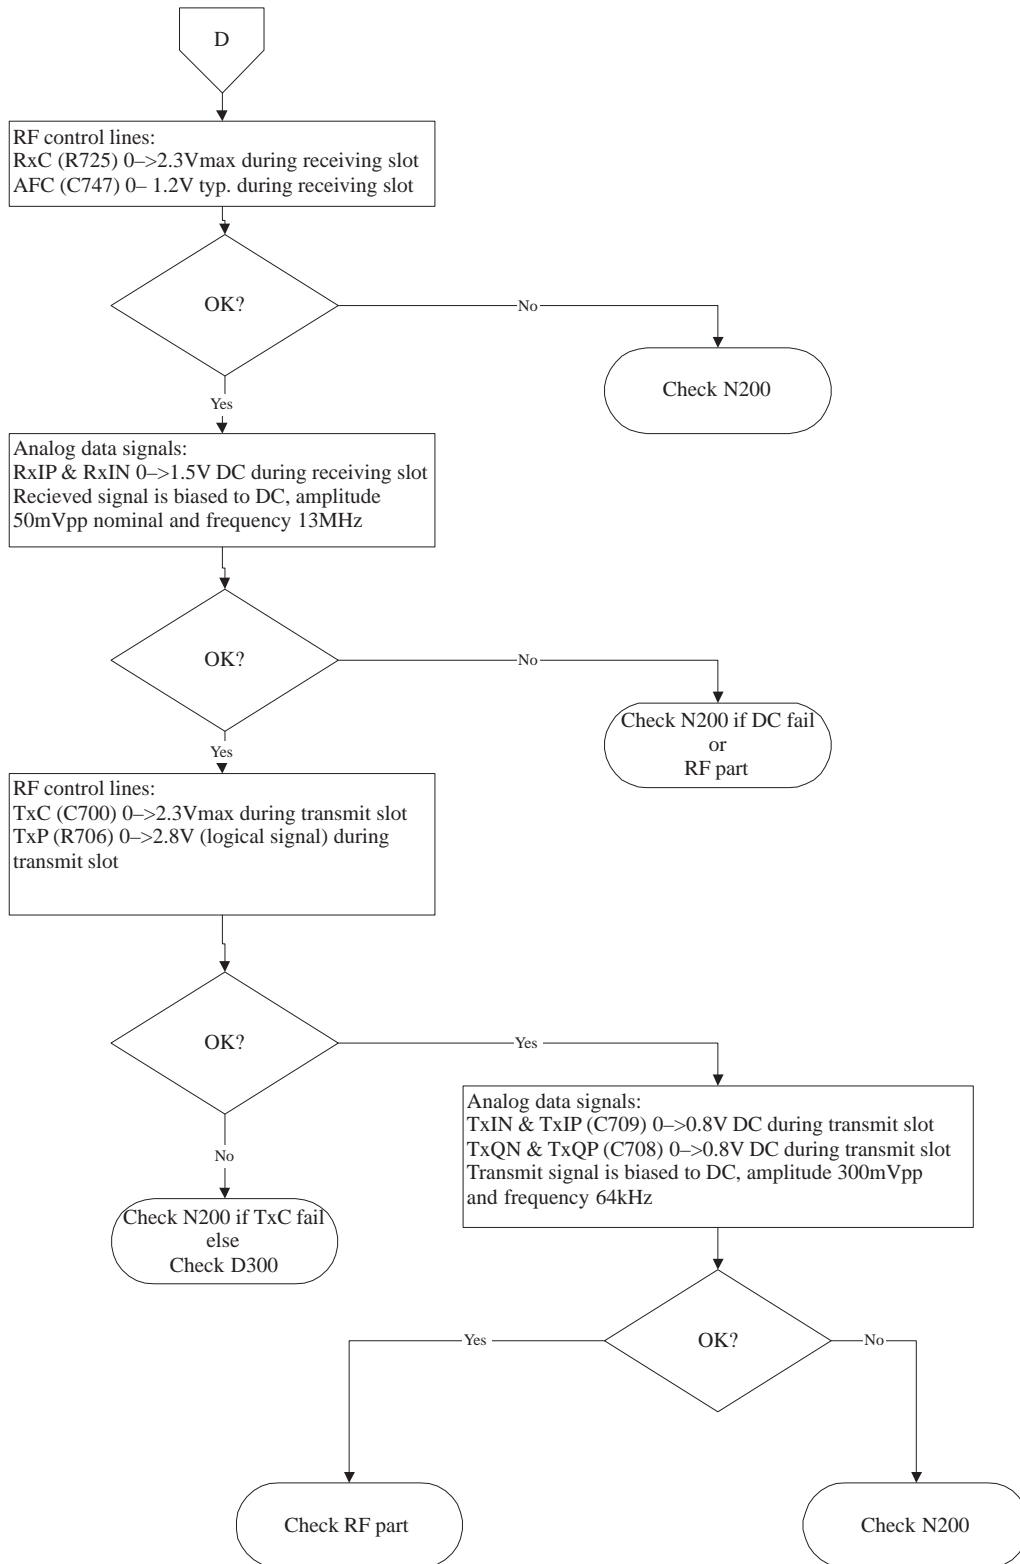 D
RF control lines:
RxC (R725) 0–>2.3Vmax during receiving slot
AFC (C747) 0– 1.2V typ. during receiving slot
OK?
No
Check N200
Yes
Analog data signals:
RxIP & RxIN 0–>1.5V DC during receiving slot
Recieved signal is biased to DC, amplitude
50mVpp nominal and frequency 13MHz
OK?
No
Check N200 if DC fail
or
RF part
Yes
RF control lines:
TxC (C700) 0–>2.3Vmax during transmit slot
TxP (R706) 0–>2.8V (logical signal) during
transmit slot
OK?
Yes
Analog data signals:
TxIN & TxIP (C709) 0–>0.8V DC during transmit slot
TxQN & TxQP (C708) 0–>0.8V DC during transmit slot
Transmit signal is biased to DC, amplitude 300mVpp
and frequency 64kHz
No
Check N200 if TxC fail
else
Check D300
OK?
Yes
No
Check RF part
Check N200